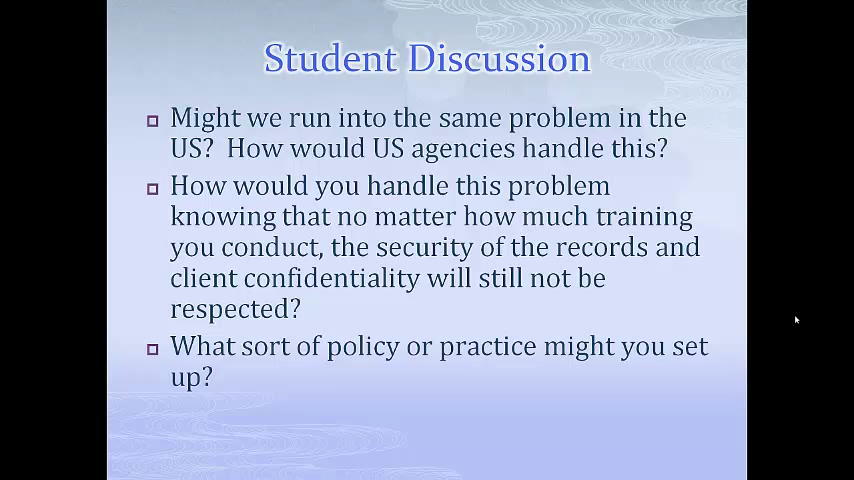 Student Discussion
Might we run into the same problem in the
US?  How would US agencies handle this?
How would you handle this problem
knowing that no matter how much training
you conduct, the security of the records and
client confidentiality will still not be
respected?
What sort of policy or practice might you set
up?